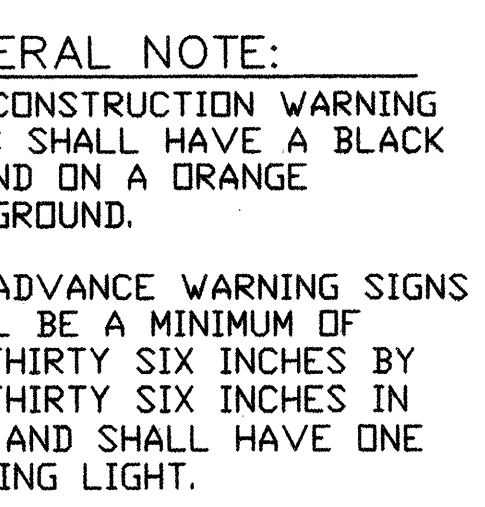 ERAL NOTE:
CONSTRUCTION WARNING
SHALL HAVE A BLACK
ND ON A ORANGE
GROUND.
ADVANCE WARNING SIGNS
L BE A MINIMUM OF
THIRTY SIX INCHES BY
THIRTY SIX INCHES IN
AND SHALL HAVE ONE
ING LIGHT.